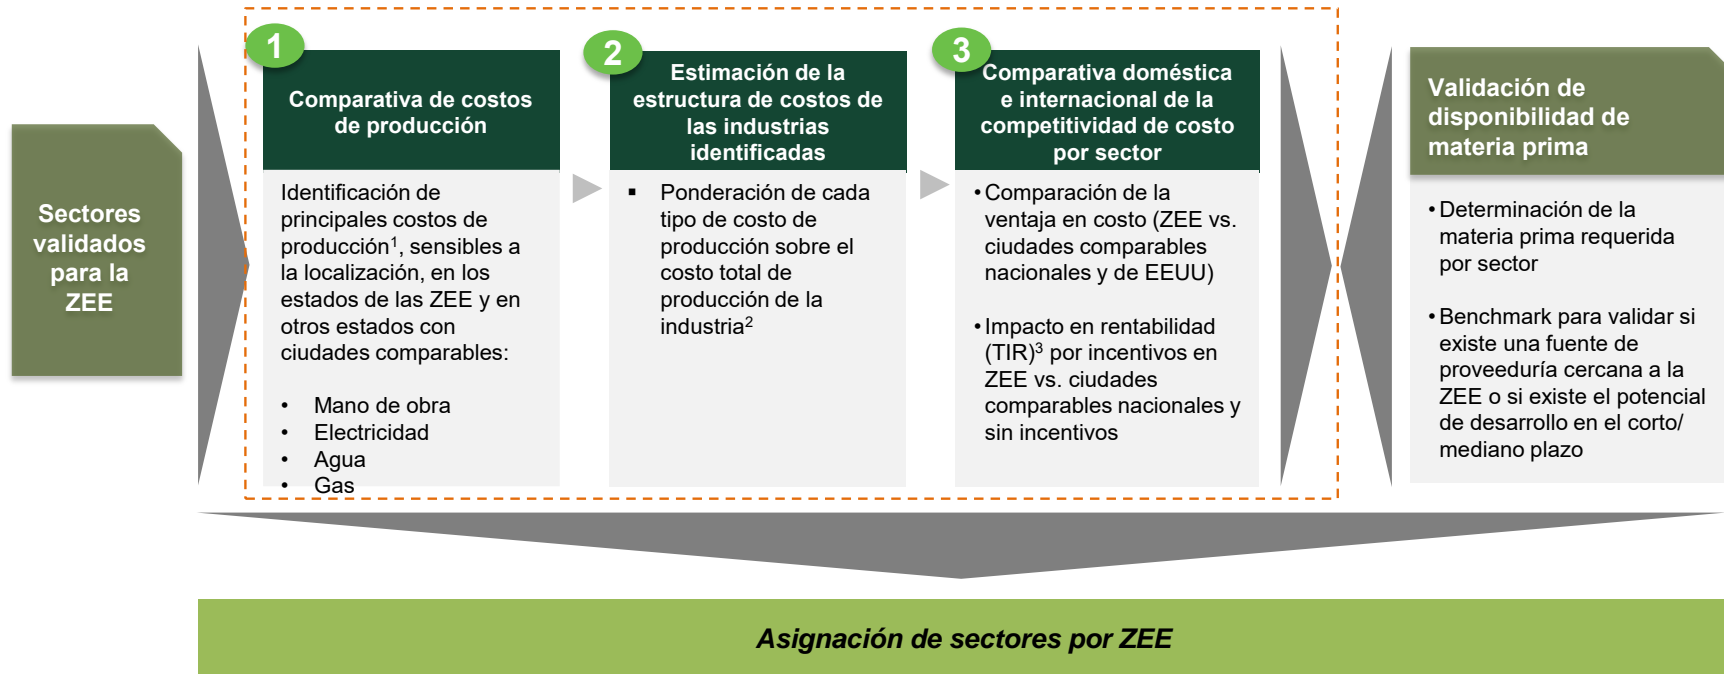 Sectores
validados
para la
ZEE
1
Comparativa de costos
de producción
Identificación de
principales costos de
producción¹, sensibles a
la localización, en los
estados de las ZEE y en
otros estados con
ciudades comparables:
• Mano de obra
• Electricidad
• Agua
• Gas
2
Estimación de la
estructura de costos de
las industrias
identificadas
▪ Ponderación de cada
tipo de costo de
producción sobre el
costo total de
producción de la
industria²
3
Comparativa doméstica
e internacional de la
competitividad de costo
por sector
• Comparación de la
ventaja en costo (ZEE vs.
ciudades comparables
nacionales y de EEUU)
• Impacto en rentabilidad
(TIR)³ por incentivos en
ZEE vs. ciudades
comparables nacionales y
sin incentivos
Validación de
disponibilidad de
materia prima
• Determinación de la
materia prima requerida
por sector
• Benchmark para validar si
existe una fuente de
proveeduría cercana a la
ZEE o si existe el potencial
de desarrollo en el corto/
mediano plazo
Asignación de sectores por ZEE